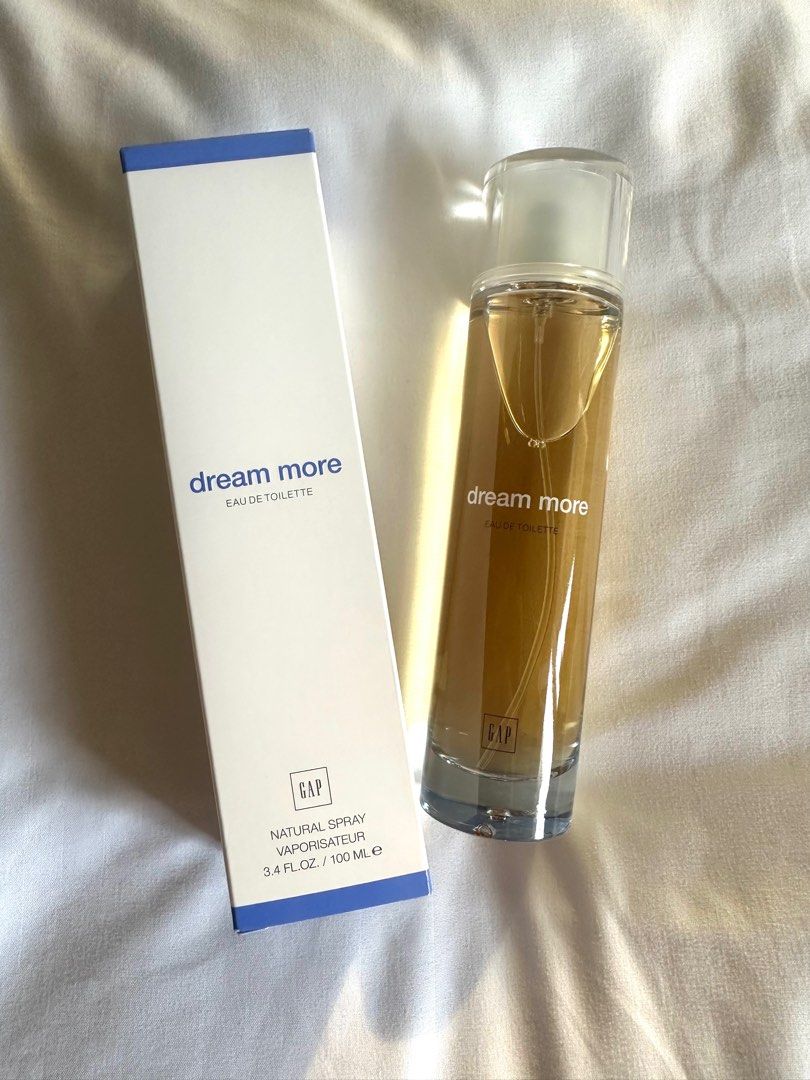 dream more
EAU DE TOILETTE
GAP
NATURAL SPRAY
VAPORISATEUR
3.4 FL.OZ. / 100 ML ℮
dream more
EAU DE TOILETTE
GAP